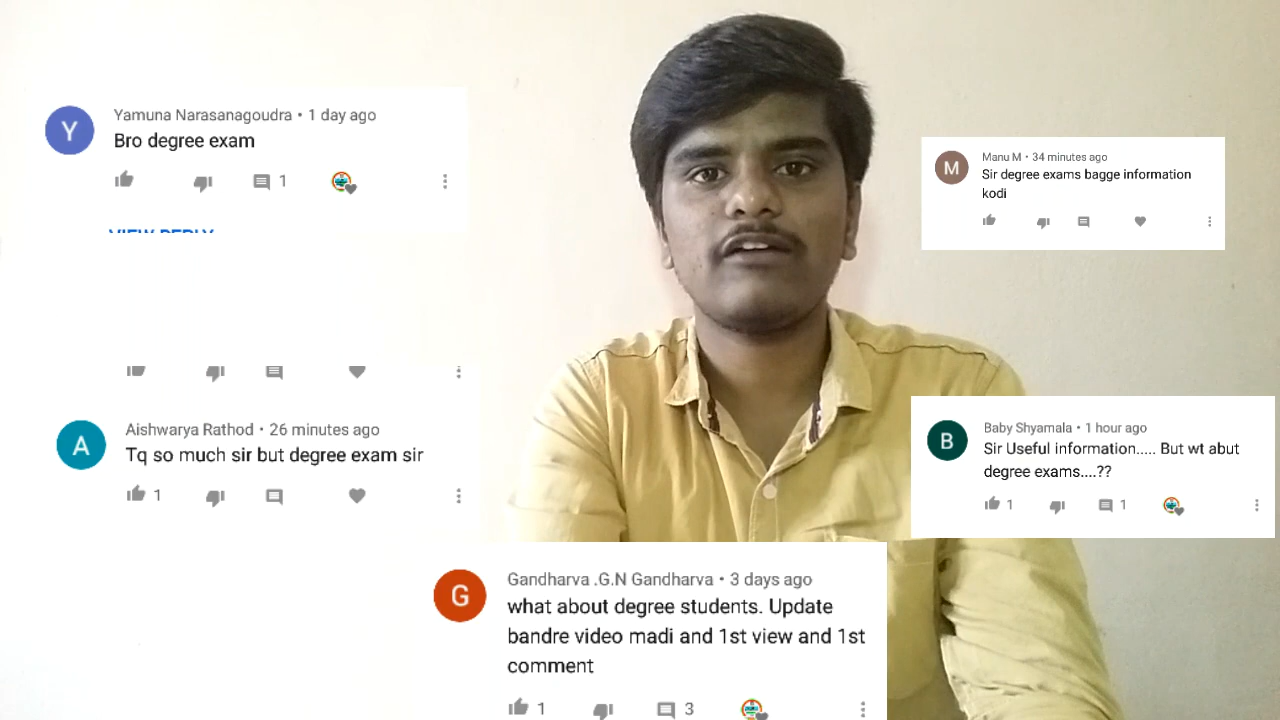 Y
Yamuna Narasanagoudra • 1 day ago
Bro degree exam
1
VIEW REPLY
A
Aishwarya Rathod • 26 minutes ago
Tq so much sir but degree exam sir
1
M
Manu M • 34 minutes ago
Sir degree exams bagge information
kodi
B
Baby Shyamala • 1 hour ago
Sir Useful information..... But wt abut
degree exams....??
1 1
G
Gandharva .G.N Gandharva • 3 days ago
what about degree students. Update
bandre video madi and 1st view and 1st
comment
1 3